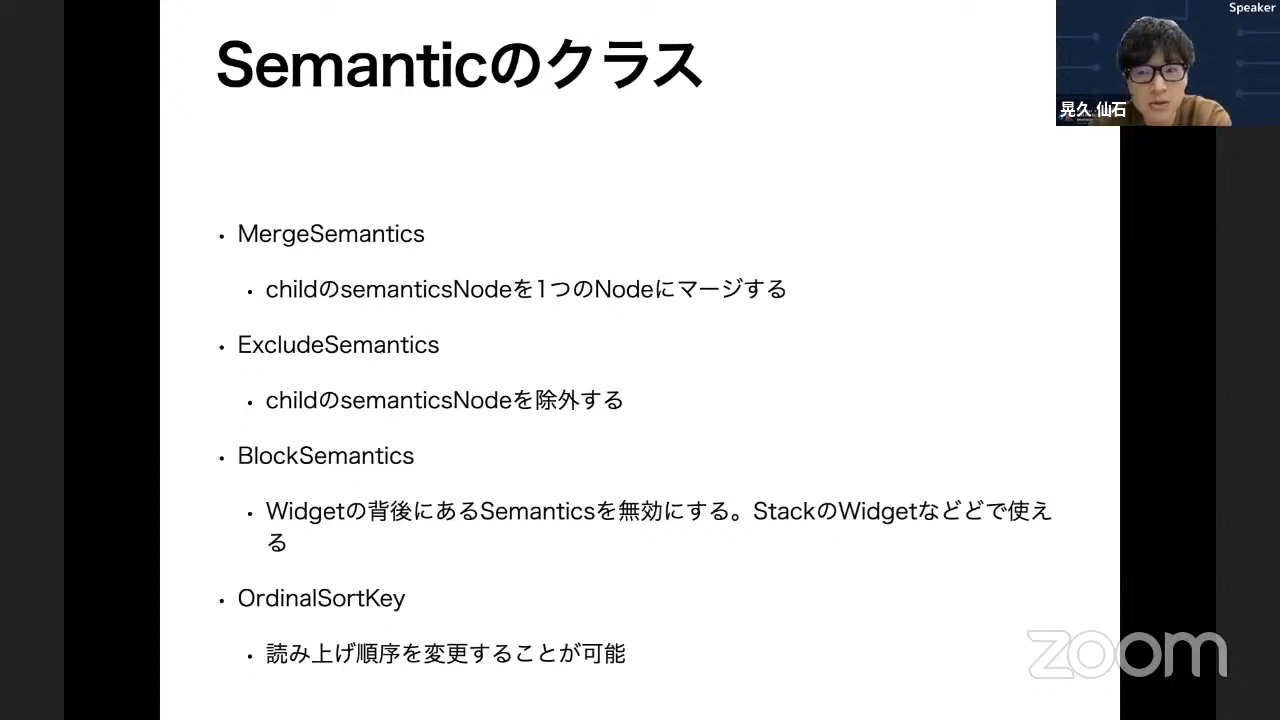 Semanticのクラス
Speaker
晃久 仙石
・ MergeSemantics
・ childのsemanticsNodeを1つのNodeにマージする
・ ExcludeSemantics
・ childのsemanticsNodeを除外する
・ BlockSemantics
・ Widgetの背後にあるSemanticsを無効にする。StackのWidgetなどどで使え
る
・ OrdinalSortKey
・ 読み上げ順序を変更することが可能
zoom